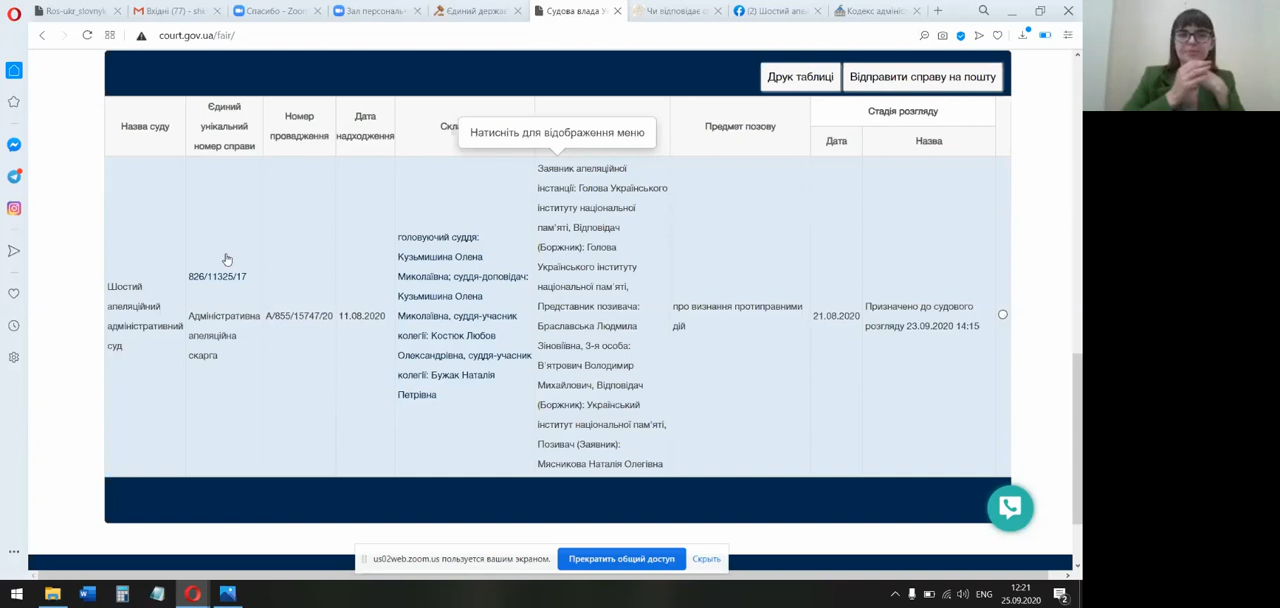 Ros-ukr_slovnyk
Вхідні (77) - shk
Спасибо – Zoom
Зал персональн
Єдиний держав
Судова влада У
Чи відповідає с
(2) Шостий апел
Кодекс адмініс
court.gov.ua/fair/
Друк таблиці
Відправити справу на пошту
Назва суду
Єдиний
унікальний
номер справи
Номер
провадження
Дата
надходження
Скла
Натисніть для відображення меню
Предмет позову
Стадія розгляду
Дата
Назва
Шостий
апеляційний
адміністративний
суд
826/11325/17
Адміністративна
апеляційна
скарга
А/855/15747/20
11.08.2020
головуючий суддя:
Кузьмишина Олена
Миколаївна; суддя-доповідач:
Кузьмишина Олена
Миколаївна, суддя-учасник
колегії: Костюк Любов
Олександрівна, суддя-учасник
колегії: Бужак Наталія
Петрівна
Заявник апеляційної
інстанції: Голова Українського
інституту національної
пам'яті, Відповідач
(Боржник): Голова
Українського інституту
національної пам`яті,
Представник позивача:
Браславська Людмила
Зіновіївна, 3-я особа:
В'ятрович Володимир
Михайлович, Відповідач
(Боржник): Український
інститут національної пам'яті,
Позивач (Заявник):
Мясникова Наталія Олегівна
про визнання протиправними
дій
21.08.2020
Призначено до судового
розгляду 23.09.2020 14:15
us02web.zoom.us пользуется вашим экраном.
Прекратить общий доступ
Скрыть
ENG
12:21
25.09.2020
2